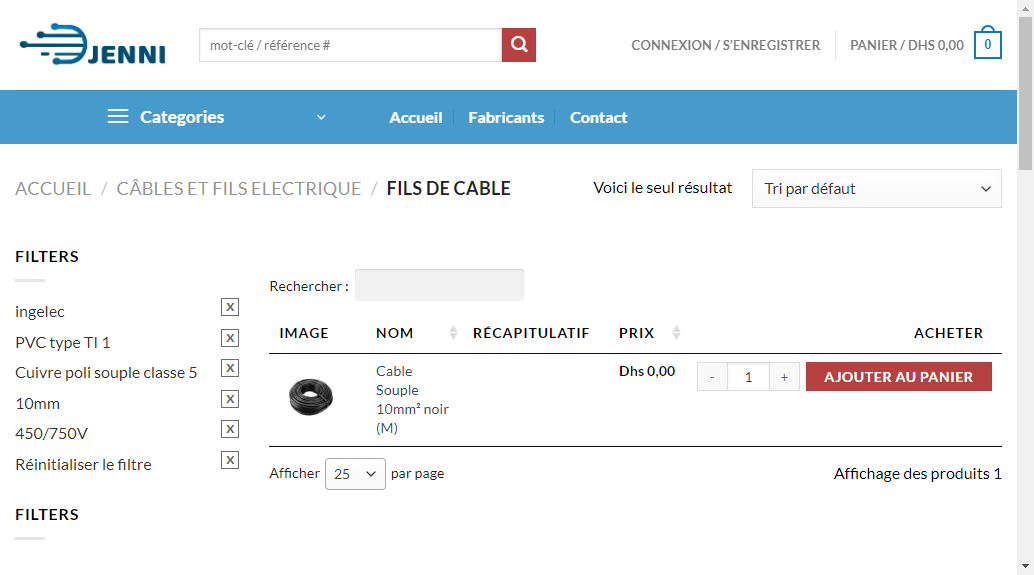 JENNI
mot-clé / référence #
CONNEXION / S'ENREGISTRER
PANIER / DHS 0,00
0
Categories
Accueil
Fabricants
Contact
ACCUEIL / CÂBLES ET FILS ELECTRIQUE / FILS DE CABLE
Voici le seul résultat
Tri par défaut
FILTERS
ingelec X
PVC type TI 1 X
Cuivre poli souple classe 5 X
10mm X
450/750V X
Réinitialiser le filtre X
FILTERS
Rechercher :
IMAGE NOM RÉCAPITULATIF PRIX ACHETER
Cable
Souple
10mm² noir
(M)
Dhs 0,00
- 1 +
AJOUTER AU PANIER
Afficher 25 par page
Affichage des produits 1